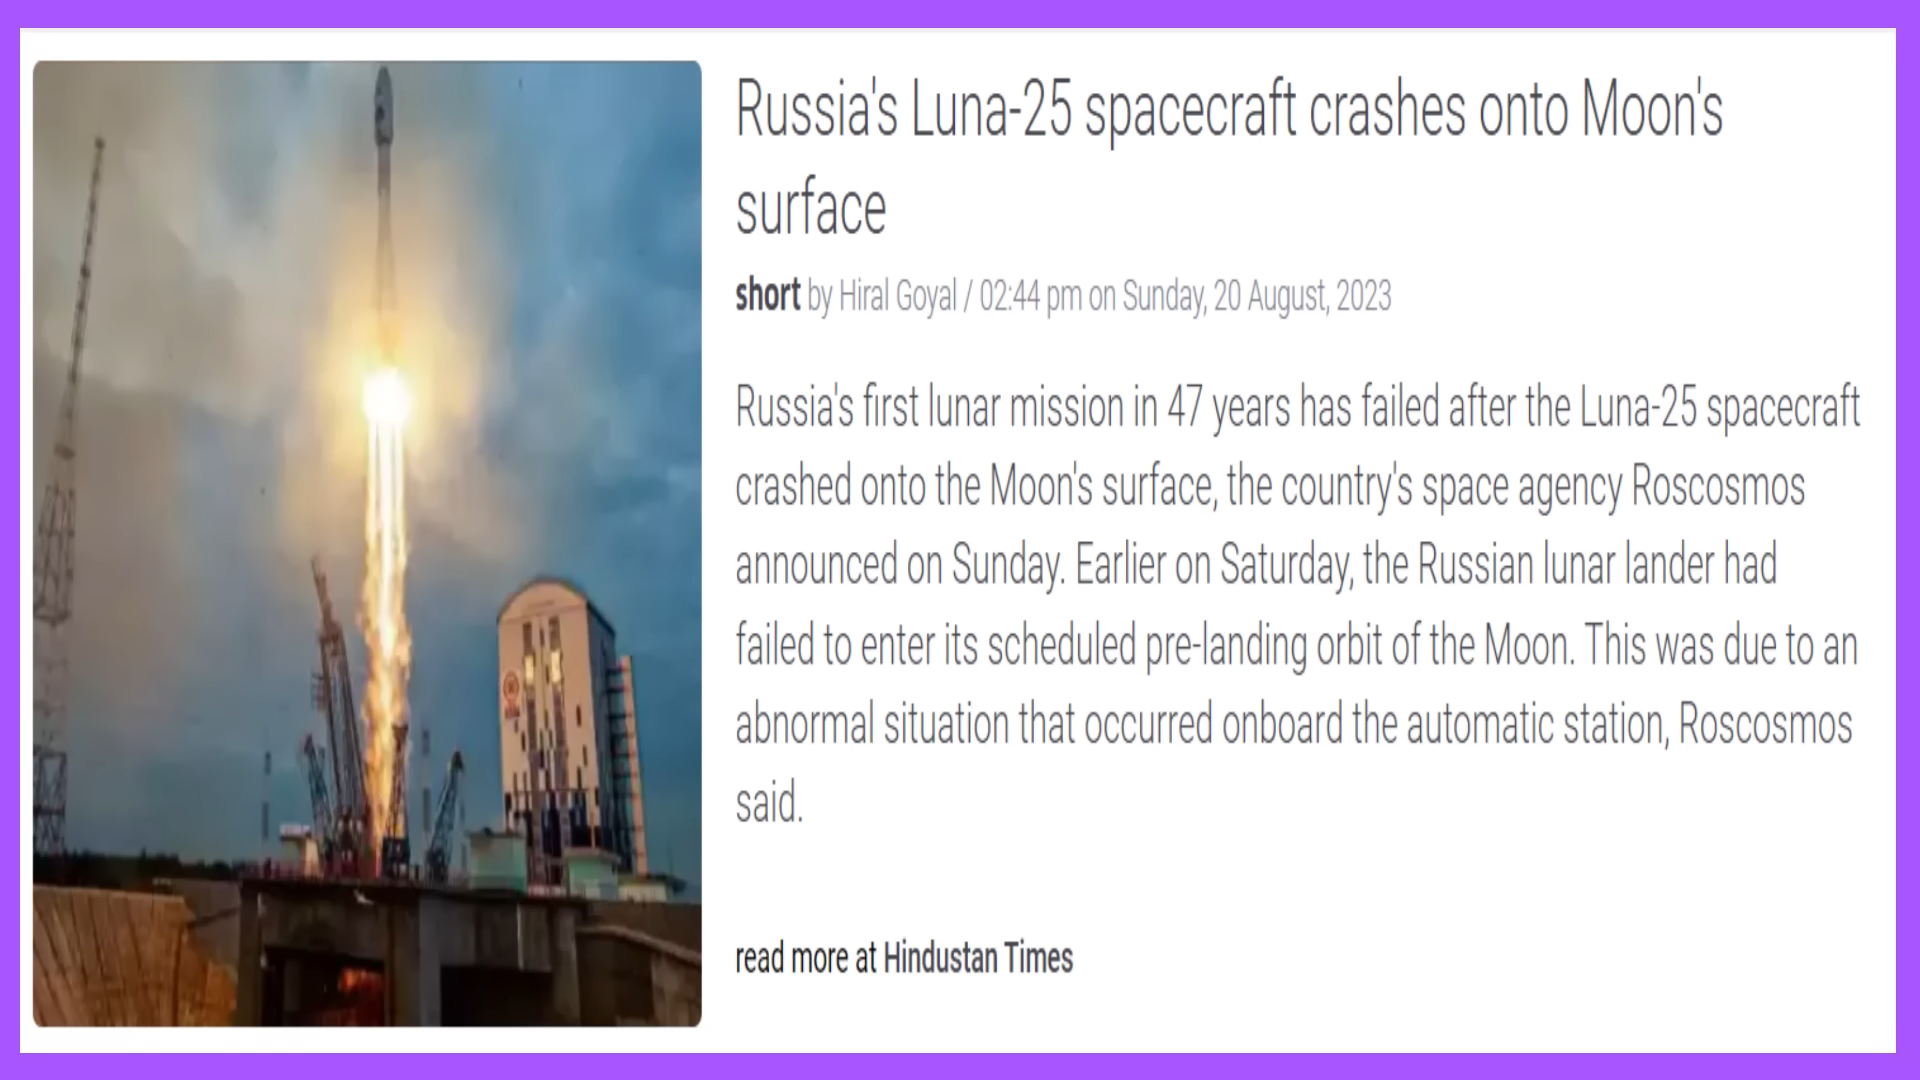 Russia's Luna-25 spacecraft crashes onto Moon's
surface
short by Hiral Goyal / 02:44 pm on Sunday, 20 August, 2023
Russia's first lunar mission in 47 years has failed after the Luna-25 spacecraft
crashed onto the Moon's surface, the country's space agency Roscosmos
announced on Sunday. Earlier on Saturday, the Russian lunar lander had
failed to enter its scheduled pre-landing orbit of the Moon. This was due to an
abnormal situation that occurred onboard the automatic station, Roscosmos
said.
read more at Hindustan Times